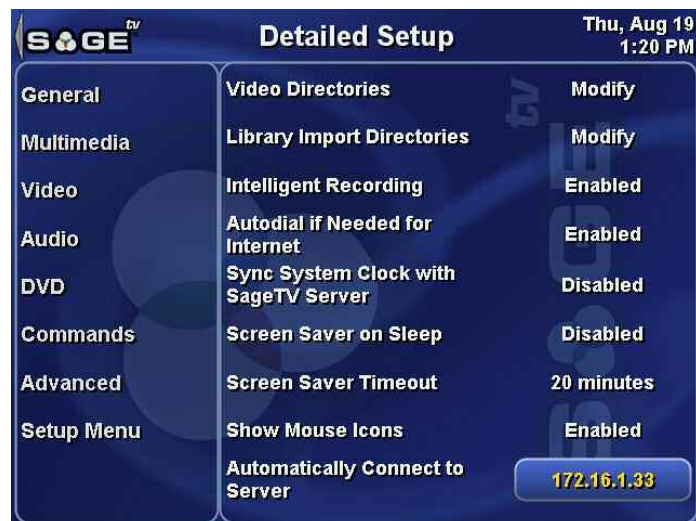 SAGE tv
Detailed Setup
Thu, Aug 19
1:20 PM
General
Multimedia
Video
Audio
DVD
Commands
Advanced
Setup Menu
Video Directories Modify
Library Import Directories Modify
Intelligent Recording Enabled
Autodial if Needed for
Internet Enabled
Sync System Clock with
SageTV Server Disabled
Screen Saver on Sleep Disabled
Screen Saver Timeout 20 minutes
Show Mouse Icons Enabled
Automatically Connect to
Server 172.16.1.33
SAGE tv